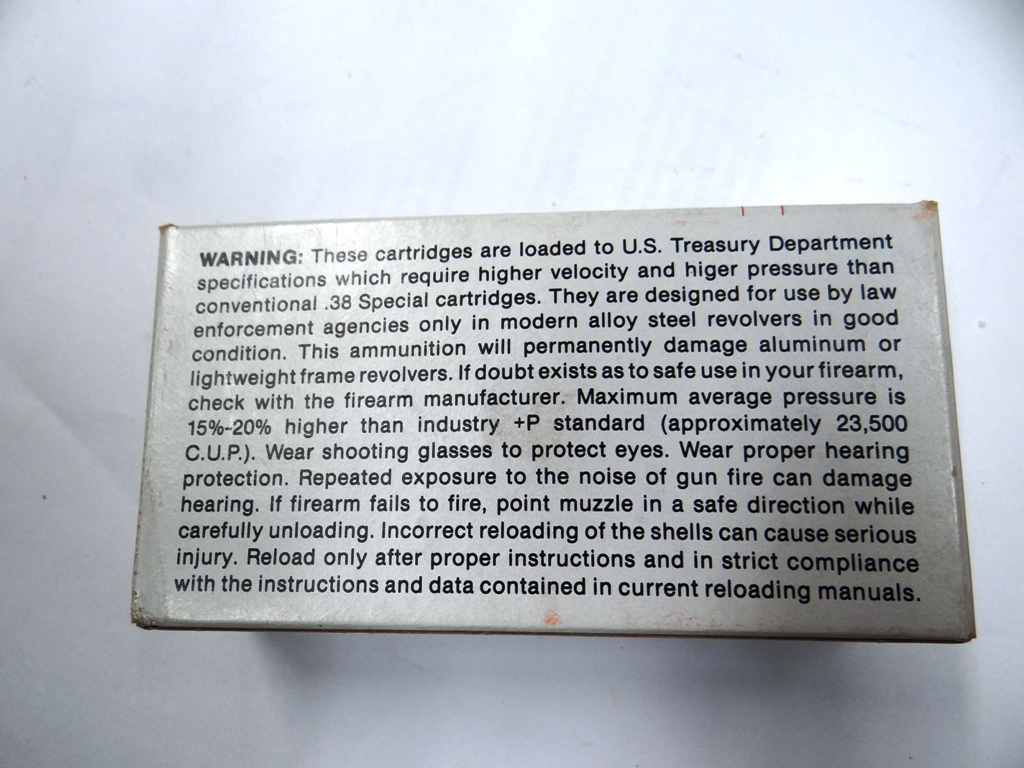 WARNING: These cartridges are loaded to U.S. Treasury Department
specifications which require higher velocity and higer pressure than
conventional .38 Special cartridges. They are designed for use by law
enforcement agencies only in modern alloy steel revolvers in good
condition. This ammunition will permanently damage aluminum or
lightweight frame revolvers. If doubt exists as to safe use in your firearm,
check with the firearm manufacturer. Maximum average pressure is
15%-20% higher than industry +P standard (approximately 23,500
C.U.P.). Wear shooting glasses to protect eyes. Wear proper hearing
protection. Repeated exposure to the noise of gun fire can damage
hearing. If firearm fails to fire, point muzzle in a safe direction while
carefully unloading. Incorrect reloading of the shells can cause serious
injury. Reload only after proper instructions and in strict compliance
with the instructions and data contained in current reloading manuals.